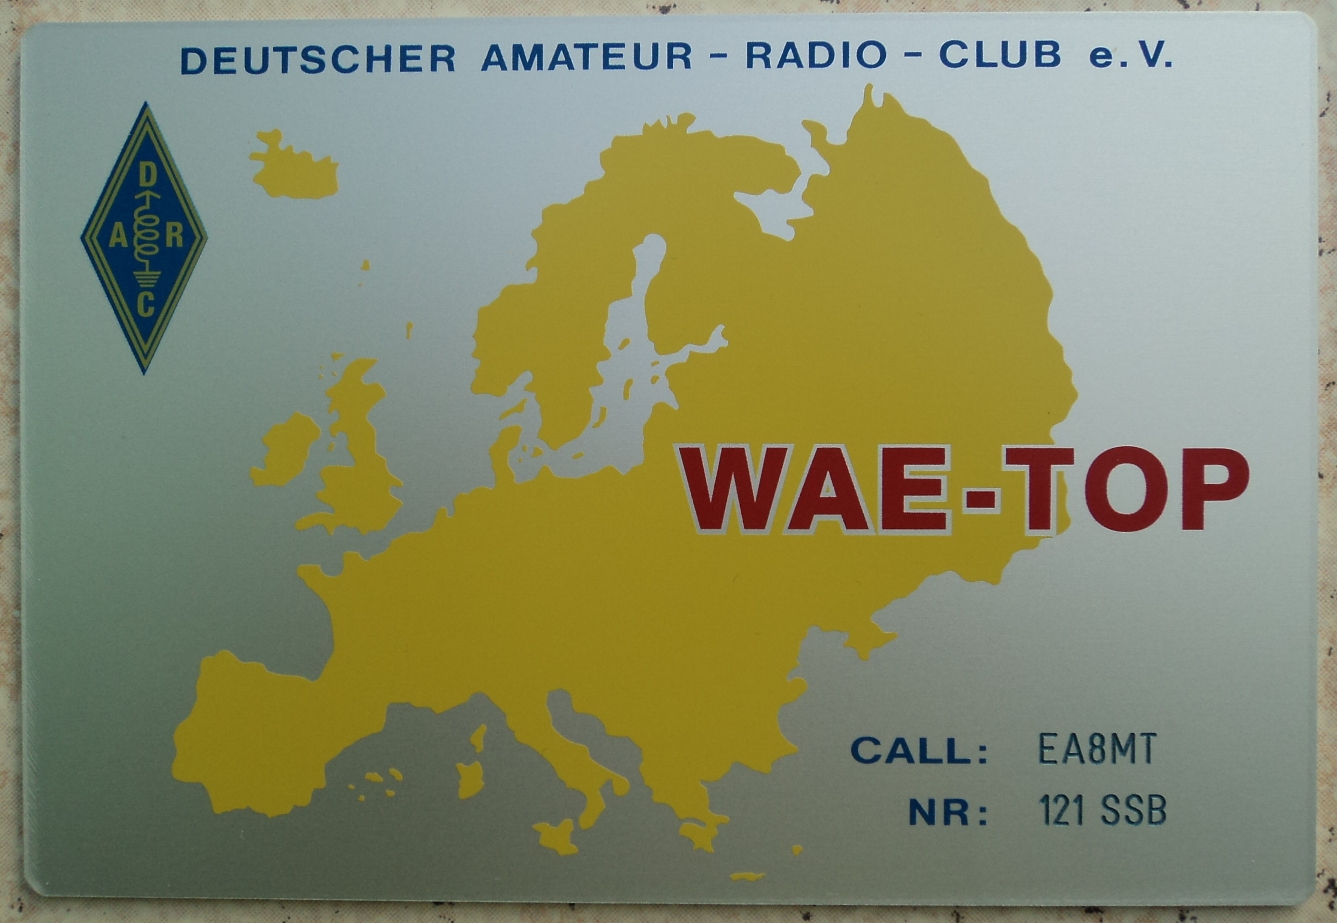 DEUTSCHER AMATEUR - RADIO - CLUB e. V.
D
A R
C
WAE-TOP
CALL: EA8MT
NR: 121 SSB